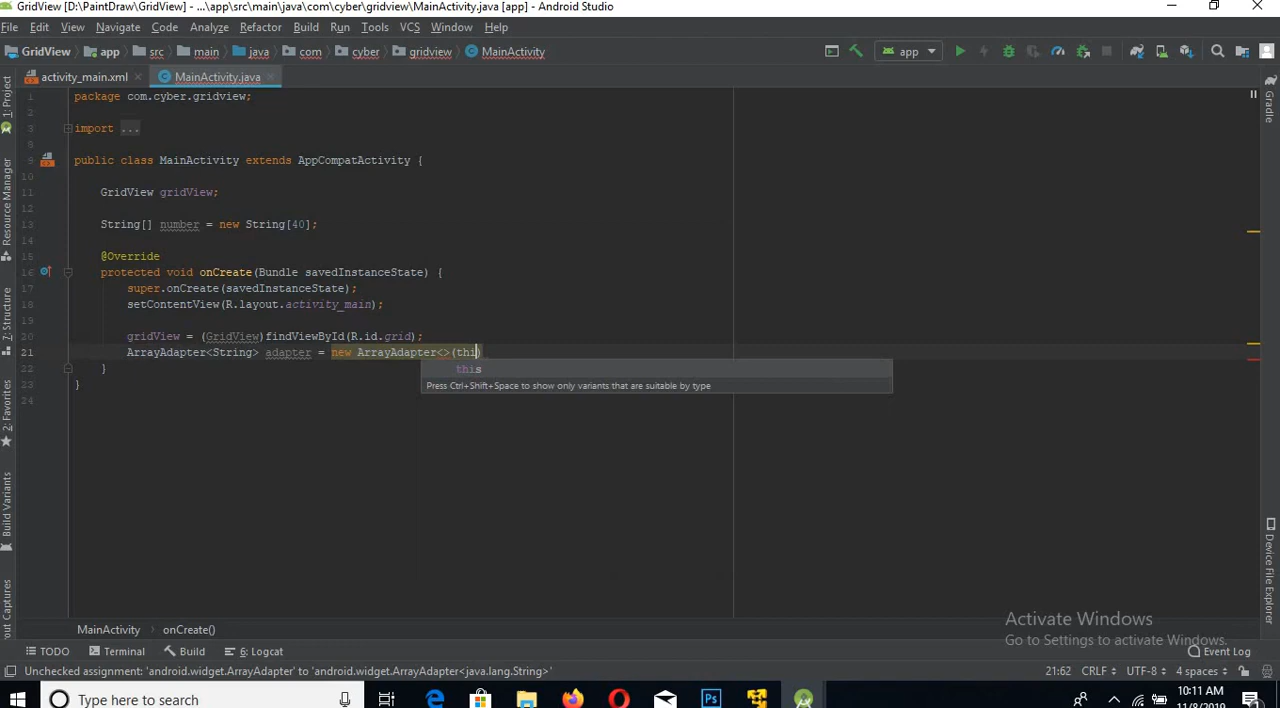 GridView [D:\PaintDraw\GridView] - ...\app\src\main\java\com\cyber\gridview\MainActivity.java [app] - Android Studio
File Edit View Navigate Code Analyze Refactor Build Run Tools VCS Window Help
GridView app src main java com cyber gridview MainActivity app
activity_main.xml MainActivity.java
1 package com.cyber.gridview;
2
3 import ...
8
9 public class MainActivity extends AppCompatActivity {
10
11 GridView gridView;
12
13 String[] number = new String[40];
14
15 @Override
16 protected void onCreate(Bundle savedInstanceState) {
17 super.onCreate(savedInstanceState);
18 setContentView(R.layout.activity_main);
19
20 gridView = (GridView)findViewById(R.id.grid);
21 ArrayAdapter<String> adapter = new ArrayAdapter<>(thi)
this
22 }
Press Ctrl+Shift+Space to show only variants that are suitable by type
23 }
24
1: Project
Resource Manager
7: Structure
2: Favorites
Build Variants
out Captures
Gradle
Device File Explorer
Activate Windows
Go to Settings to activate Windows.
MainActivity onCreate()
TODO Terminal Build 6: Logcat Event Log
Unchecked assignment: 'android.widget.ArrayAdapter' to 'android.widget.ArrayAdapter<java.lang.String>' 21:62 CRLF UTF-8 4 spaces
Type here to search
10:11 AM
11/8/2019